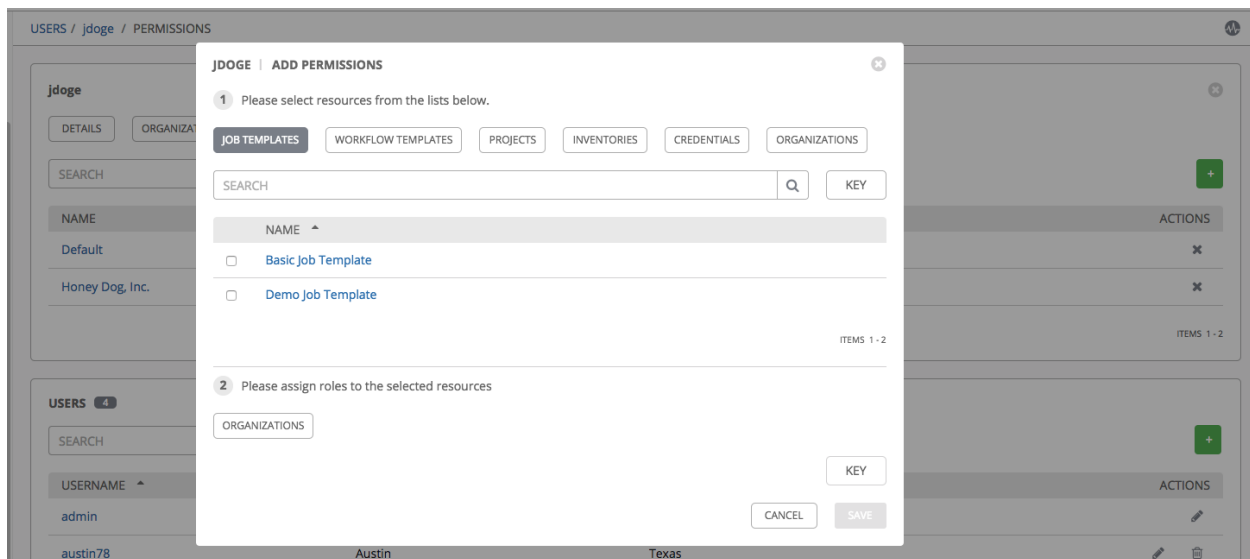 USERS / jdoge / PERMISSIONS
jdoge
DETAILS
ORGANIZAT
SEARCH
+
NAME
ACTIONS
Default
Honey Dog, Inc.
ITEMS 1 - 2
JDOGE | ADD PERMISSIONS
1 Please select resources from the lists below.
JOB TEMPLATES
WORKFLOW TEMPLATES
PROJECTS
INVENTORIES
CREDENTIALS
ORGANIZATIONS
SEARCH
KEY
NAME
Basic Job Template
Demo Job Template
ITEMS 1 - 2
2 Please assign roles to the selected resources
ORGANIZATIONS
KEY
CANCEL
SAVE
USERS 4
SEARCH
+
USERNAME
ACTIONS
admin
austin78 Austin Texas